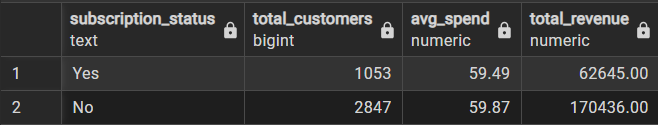 subscription_status total_customers avg_spend total_revenue
text bigint numeric numeric
1 Yes 1053 59.49 62645.00
2 No 2847 59.87 170436.00